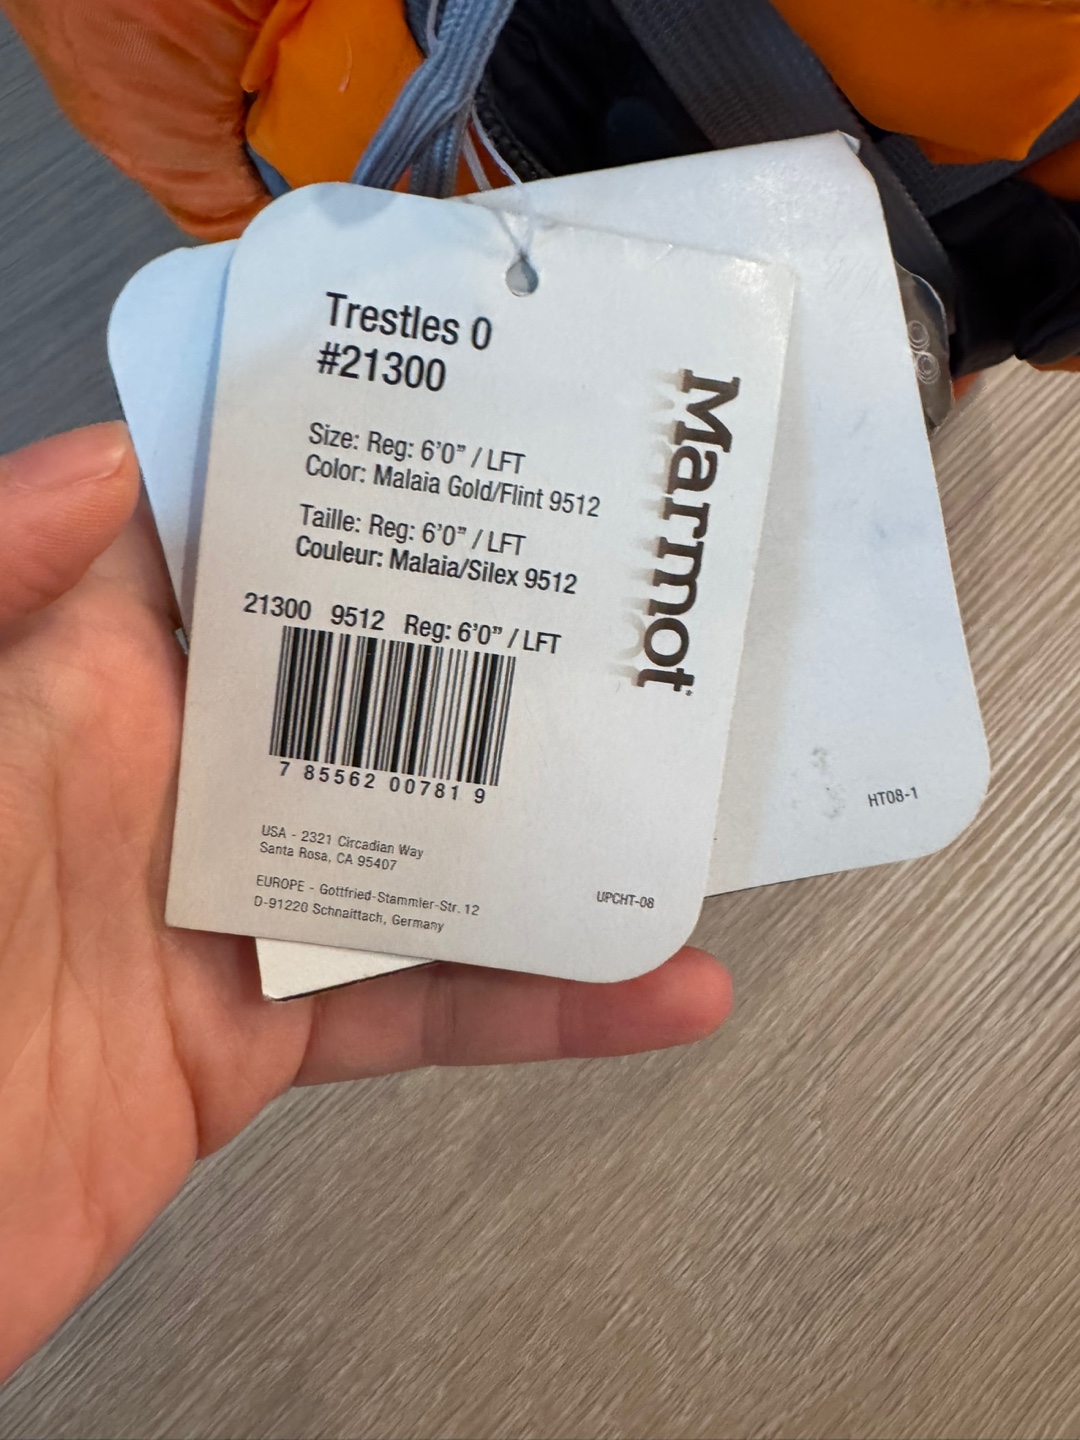 Trestles 0
#21300
Size: Reg: 6'0” / LFT
Color: Malaia Gold/Flint 9512
Taille: Reg: 6'0” / LFT
Couleur: Malaia/Silex 9512
21300 9512 Reg: 6'0” / LFT
7 85562 00781 9
USA - 2321 Circadian Way
Santa Rosa, CA 95407
EUROPE - Gottfried-Stammler-Str. 12
D-91220 Schnaittach, Germany
UPCHT-08
Marmot
HT08-1